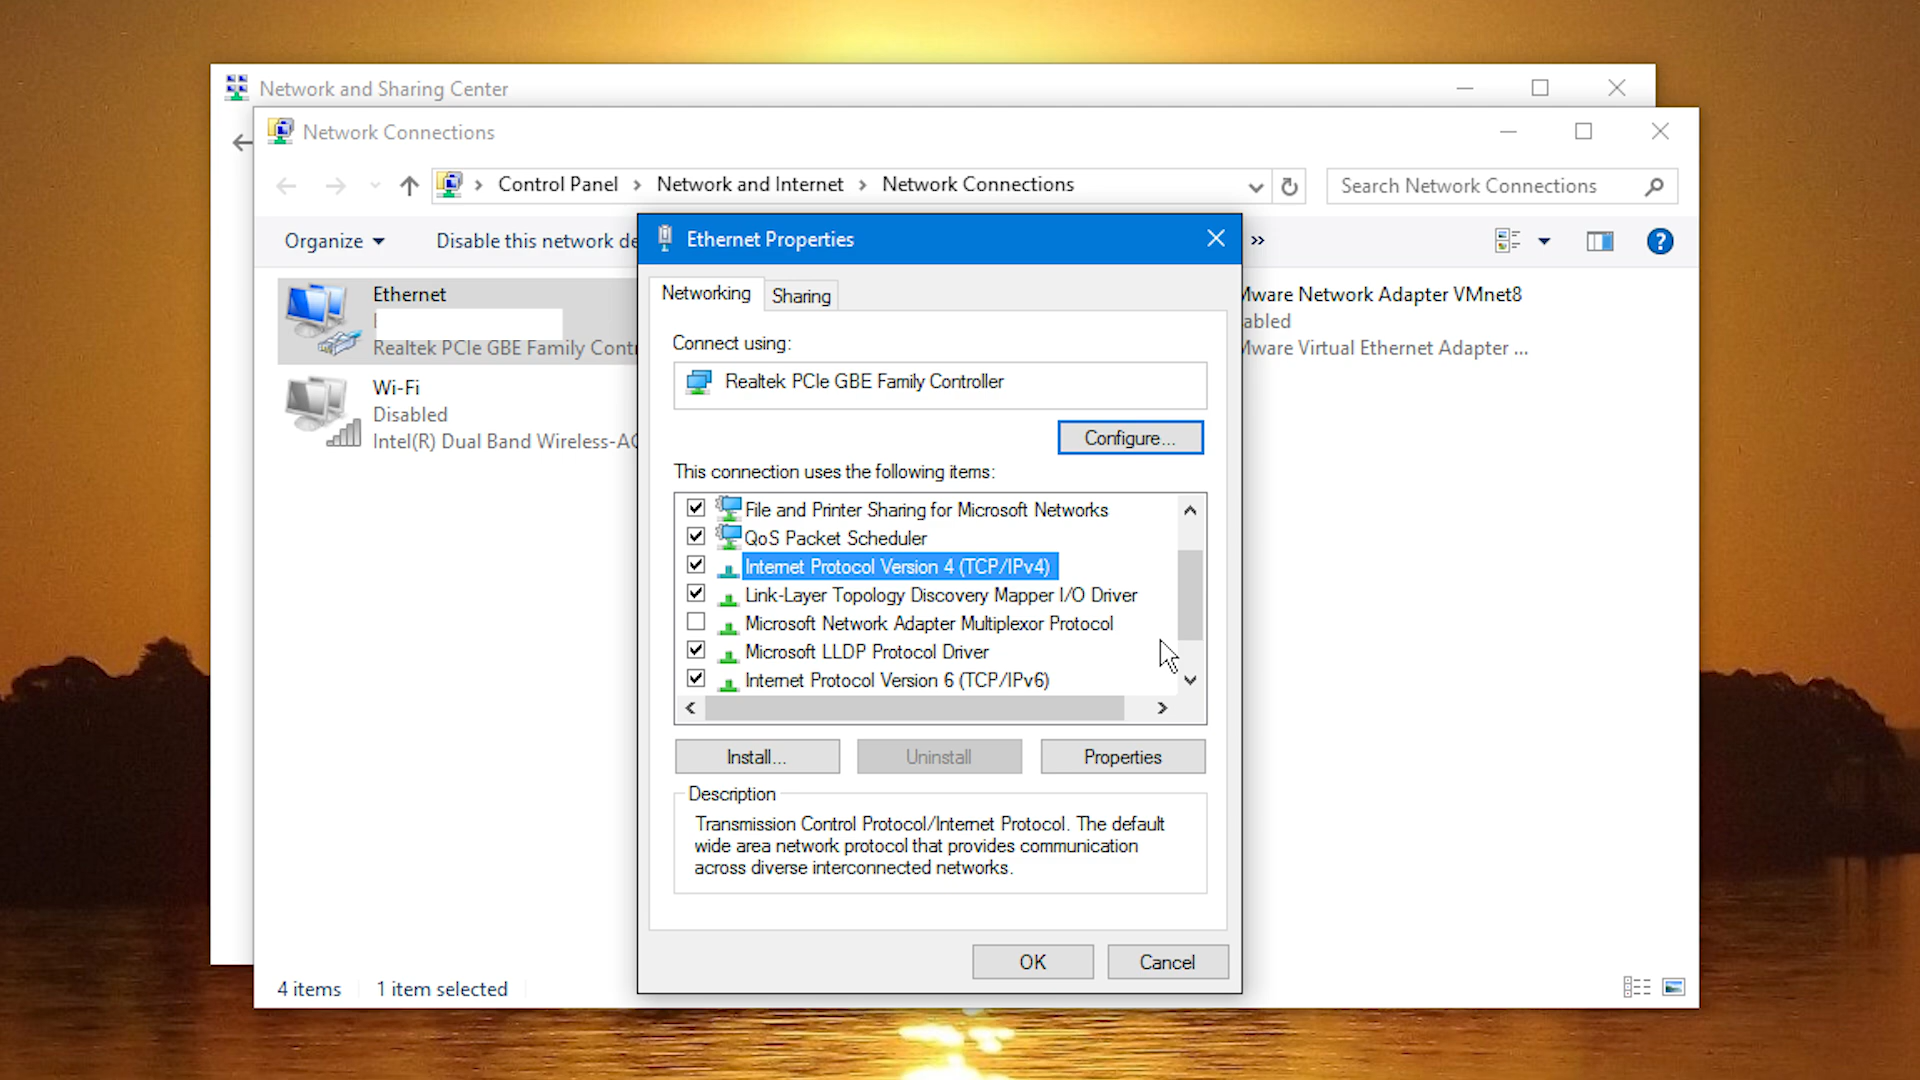 Network and Sharing Center
Network Connections
Control Panel > Network and Internet > Network Connections
Search Network Connections
Organize
Disable this network de
»
?
Ethernet
Realtek PCIe GBE Family Contr
Wi-Fi
Disabled
Intel(R) Dual Band Wireless-AC
Mware Network Adapter VMnet8
abled
Mware Virtual Ethernet Adapter ...
Ethernet Properties
Networking
Sharing
Connect using:
Realtek PCIe GBE Family Controller
Configure...
This connection uses the following items:
File and Printer Sharing for Microsoft Networks
QoS Packet Scheduler
Internet Protocol Version 4 (TCP/IPv4)
Link-Layer Topology Discovery Mapper I/O Driver
Microsoft Network Adapter Multiplexor Protocol
Microsoft LLDP Protocol Driver
Internet Protocol Version 6 (TCP/IPv6)
Install...
Uninstall
Properties
Description
Transmission Control Protocol/Internet Protocol. The default
wide area network protocol that provides communication
across diverse interconnected networks.
OK
Cancel
4 items
1 item selected